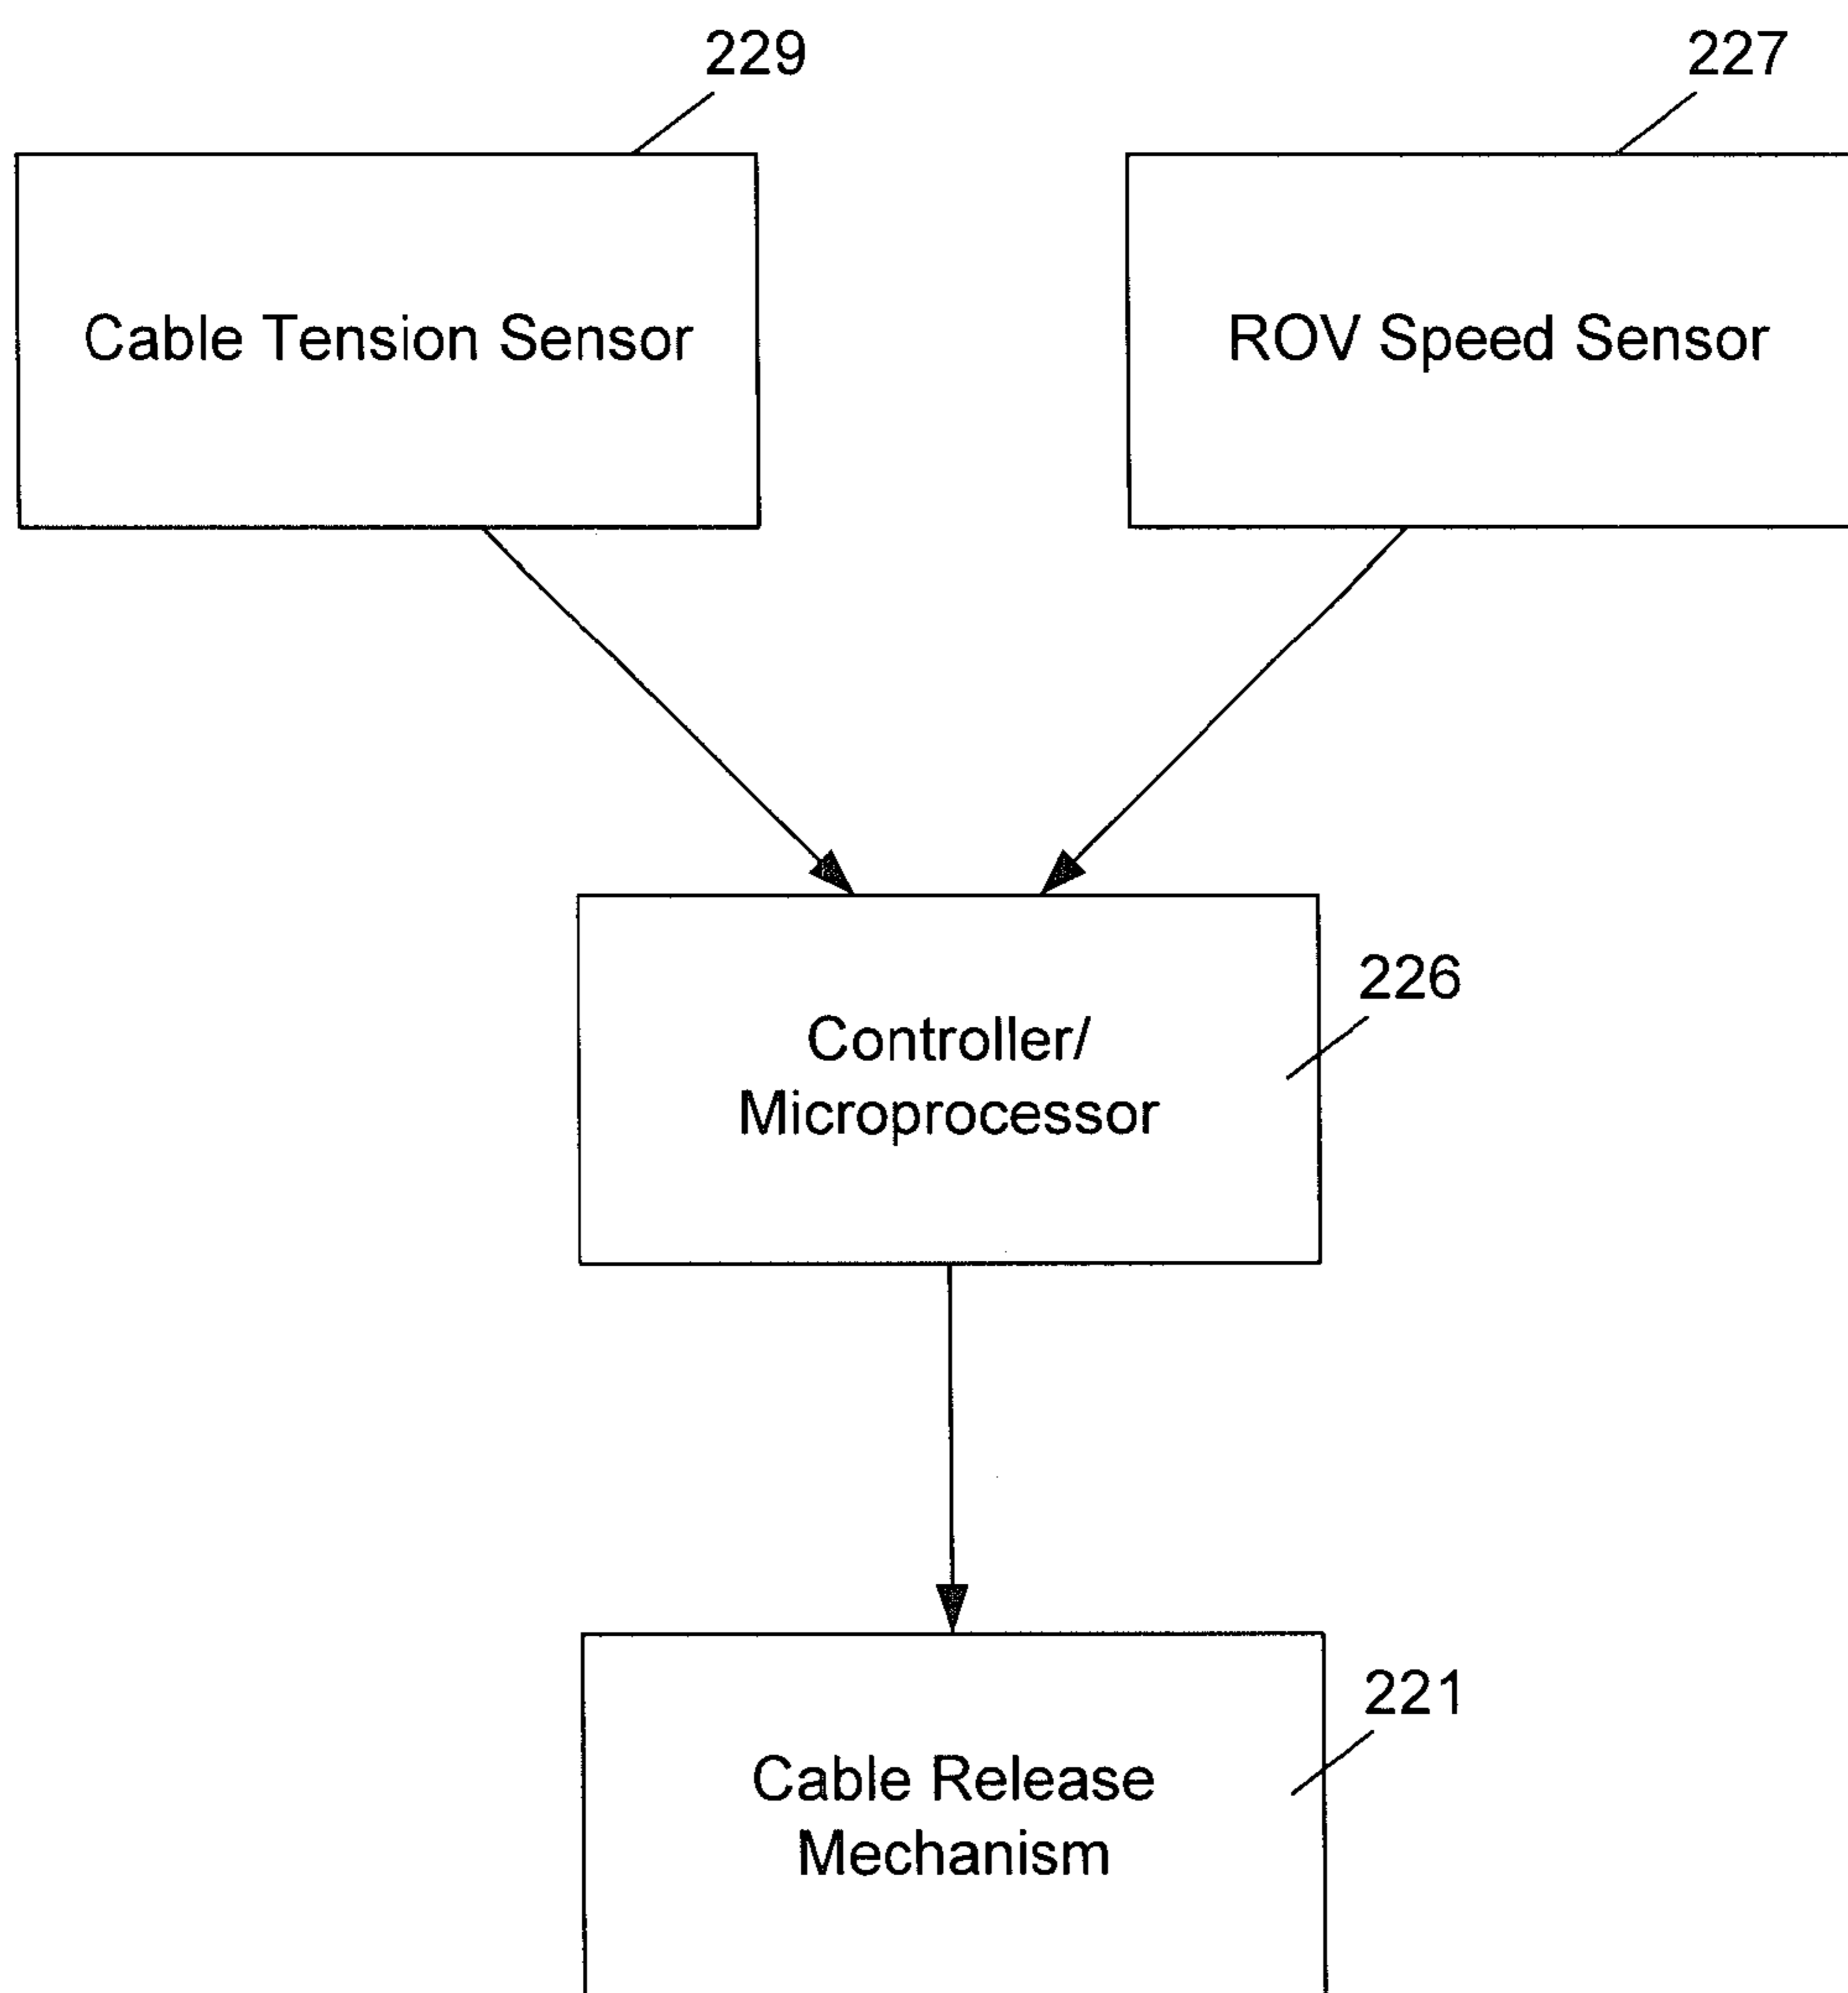 229
227
Cable Tension Sensor
ROV Speed Sensor
226
Controller/
Microprocessor
221
Cable Release
Mechanism